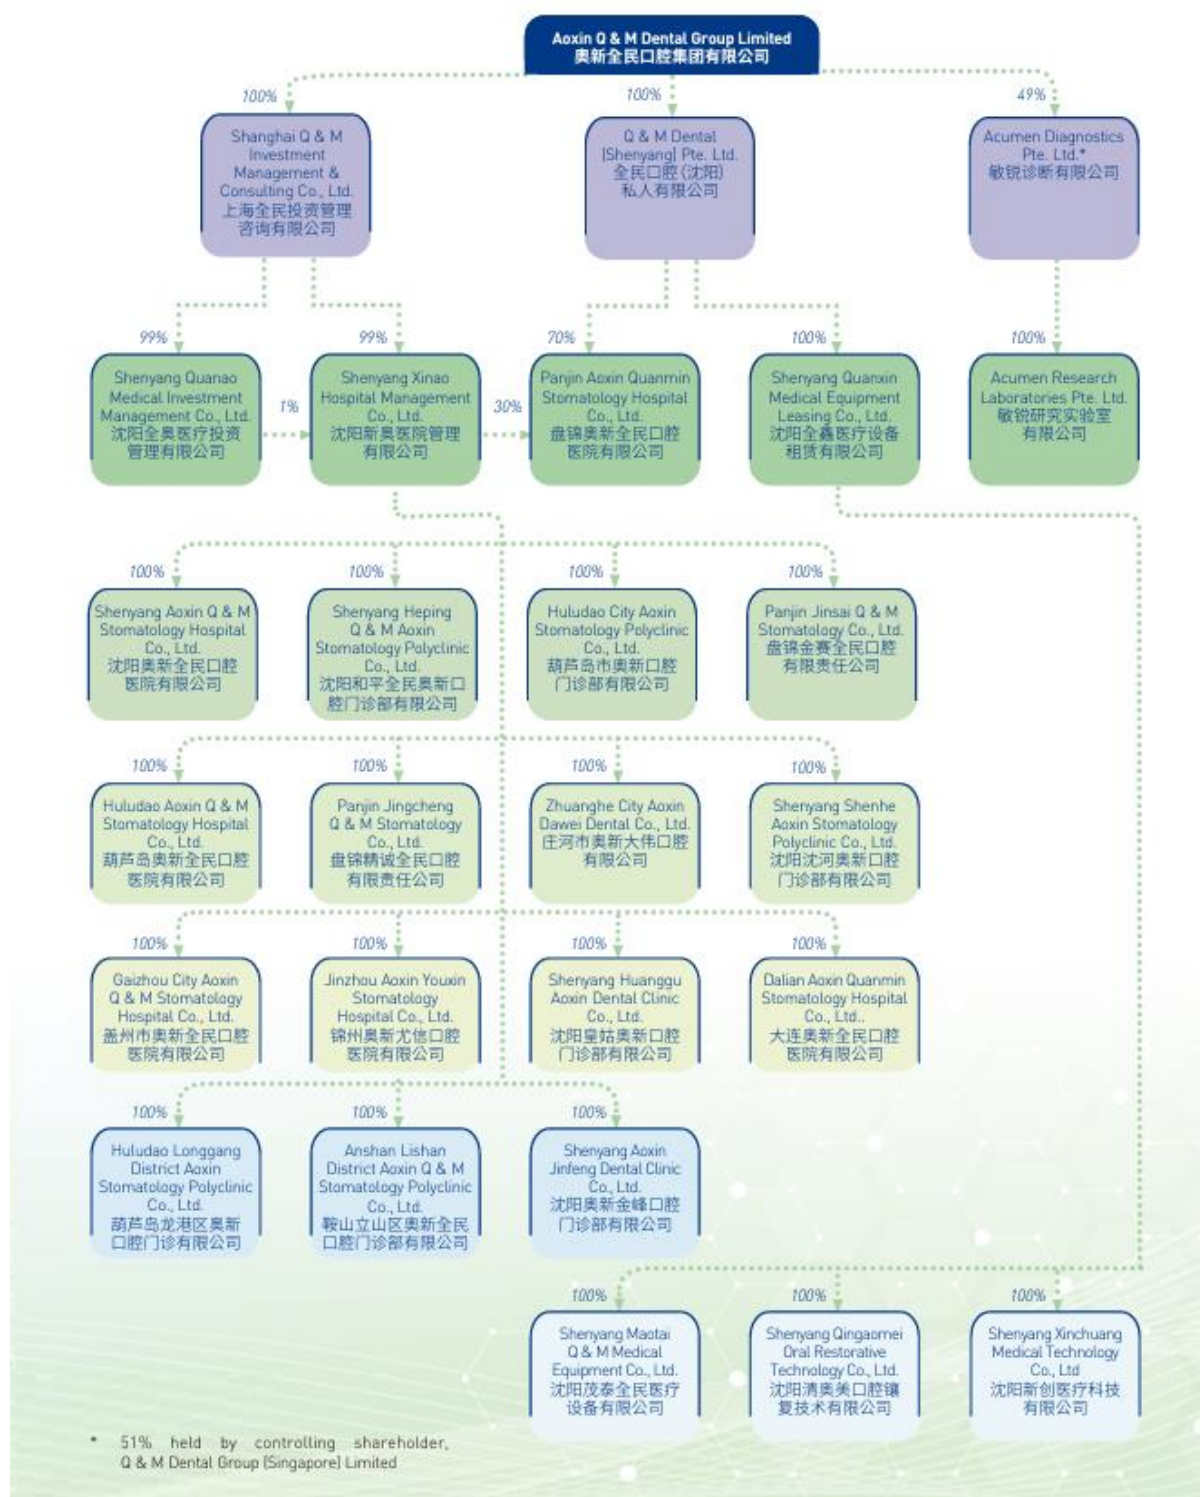 Aoxin Q & M Dental Group Limited
奥新全民口腔集团有限公司
100%
100%
49%
Shanghai Q & M
Investment
Management &
Consulting Co., Ltd.
上海全民投资管理
咨询有限公司
Q & M Dental
(Shenyang) Pte. Ltd.
全民口腔(沈阳)
私人有限公司
Acumen Diagnostics
Pte. Ltd.*
敏锐诊断有限公司
99%
99%
70%
100%
100%
Shenyang Quanao
Medical Investment
Management Co., Ltd.
沈阳全奥医疗投资
管理有限公司
1%
Shenyang Xinao
Hospital Management
Co., Ltd.
沈阳新奥医院管理
有限公司
30%
Panjin Aoxin Quanmin
Stomatology Hospital
Co., Ltd.
盘锦奥新全民口腔
医院有限公司
Shenyang Quanxin
Medical Equipment
Leasing Co., Ltd.
沈阳全鑫医疗设备
租赁有限公司
Acumen Research
Laboratories Pte. Ltd.
敏锐研究实验室
有限公司
100%
100%
100%
100%
Shenyang Aoxin Q & M
Stomatology Hospital
Co., Ltd.
沈阳奥新全民口腔
医院有限公司
Shenyang Heping
Q & M Aoxin
Stomatology Polyclinic
Co., Ltd.
沈阳和平全民奥新口
腔门诊部有限公司
Huludao City Aoxin
Stomatology Polyclinic
Co., Ltd.
葫芦岛市奥新口腔
门诊部有限公司
Panjin Jinsai Q & M
Stomatology Co., Ltd.
盘锦金赛全民口腔
有限责任公司
100%
100%
100%
100%
Huludao Aoxin Q & M
Stomatology Hospital
Co., Ltd.
葫芦岛奥新全民口腔
医院有限公司
Panjin Jingcheng
Q & M Stomatology
Co., Ltd.
盘锦精诚全民口腔
有限责任公司
Zhuanghe City Aoxin
Dawei Dental Co., Ltd.
庄河市奥新大伟口腔
有限公司
Shenyang Shenhe
Aoxin Stomatology
Polyclinic Co., Ltd.
沈阳沈河奥新口腔
门诊部有限公司
100%
100%
100%
100%
Gaizhou City Aoxin
Q & M Stomatology
Hospital Co., Ltd.
盖州市奥新全民口腔
医院有限公司
Jinzhou Aoxin Youxin
Stomatology
Hospital Co., Ltd.
锦州奥新尤信口腔
医院有限公司
Shenyang Huanggu
Aoxin Dental Clinic
Co., Ltd.
沈阳皇姑奥新口腔
门诊部有限公司
Dalian Aoxin Quanmin
Stomatology Hospital
Co., Ltd..
大连奥新全民口腔
医院有限公司
100%
100%
100%
Huludao Longgang
District Aoxin
Stomatology Polyclinic
Co., Ltd.
葫芦岛龙港区奥新
口腔门诊有限公司
Anshan Lishan
District Aoxin Q & M
Stomatology Polyclinic
Co., Ltd.
鞍山立山区奥新全民
口腔门诊部有限公司
Shenyang Aoxin
Jinfeng Dental Clinic
Co., Ltd.
沈阳奥新金峰口腔
门诊部有限公司
100%
100%
100%
Shenyang Maotai
Q & M Medical
Equipment Co., Ltd.
沈阳茂泰全民医疗
设备有限公司
Shenyang Qingaomei
Oral Restorative
Technology Co., Ltd.
沈阳清奥美口腔镶
复技术有限公司
Shenyang Xinchuang
Medical Technology
Co., Ltd
沈阳新创医疗科技
有限公司
* 51% held by controlling shareholder,
Q & M Dental Group (Singapore) Limited